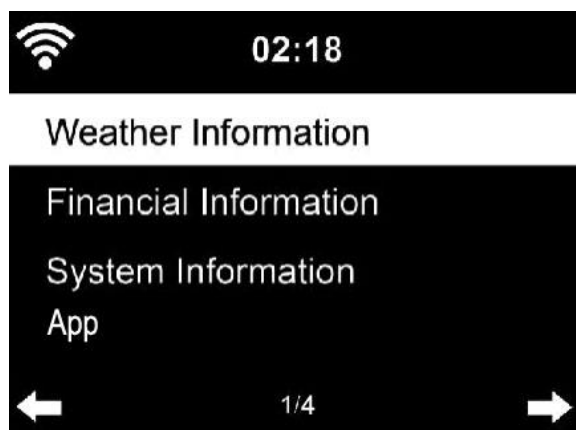 02:18
Weather Information
Financial Information
System Information
App
1/4